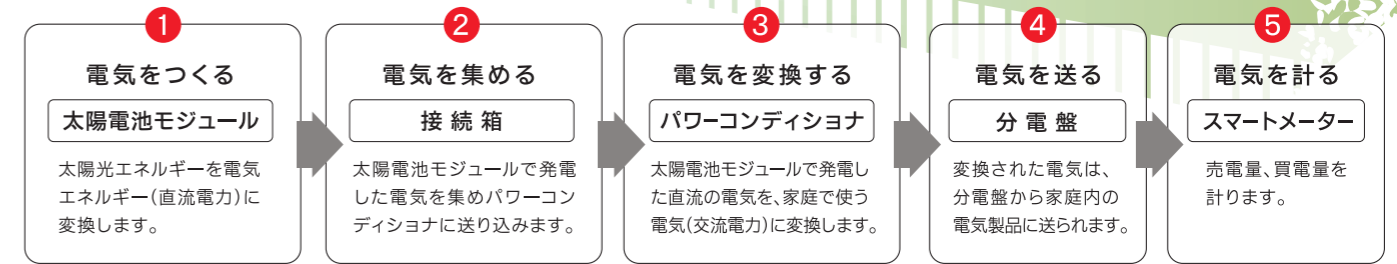 1
電気をつくる
太陽電池モジュール
太陽光エネルギーを電気
エネルギー(直流電力)に
変換します。
2
電気を集める
接続箱
太陽電池モジュールで発電
した電気を集めパワーコン
ディショナに送り込みます。
3
電気を変換する
パワーコンディショナ
太陽電池モジュールで発電し
た直流の電気を、家庭で使う
電気(交流電力)に変換します。
4
電気を送る
分電盤
変換された電気は、
分電盤から家庭内の
電気製品に送られます。
5
電気を計る
スマートメーター
売電量、買電量を
計ります。